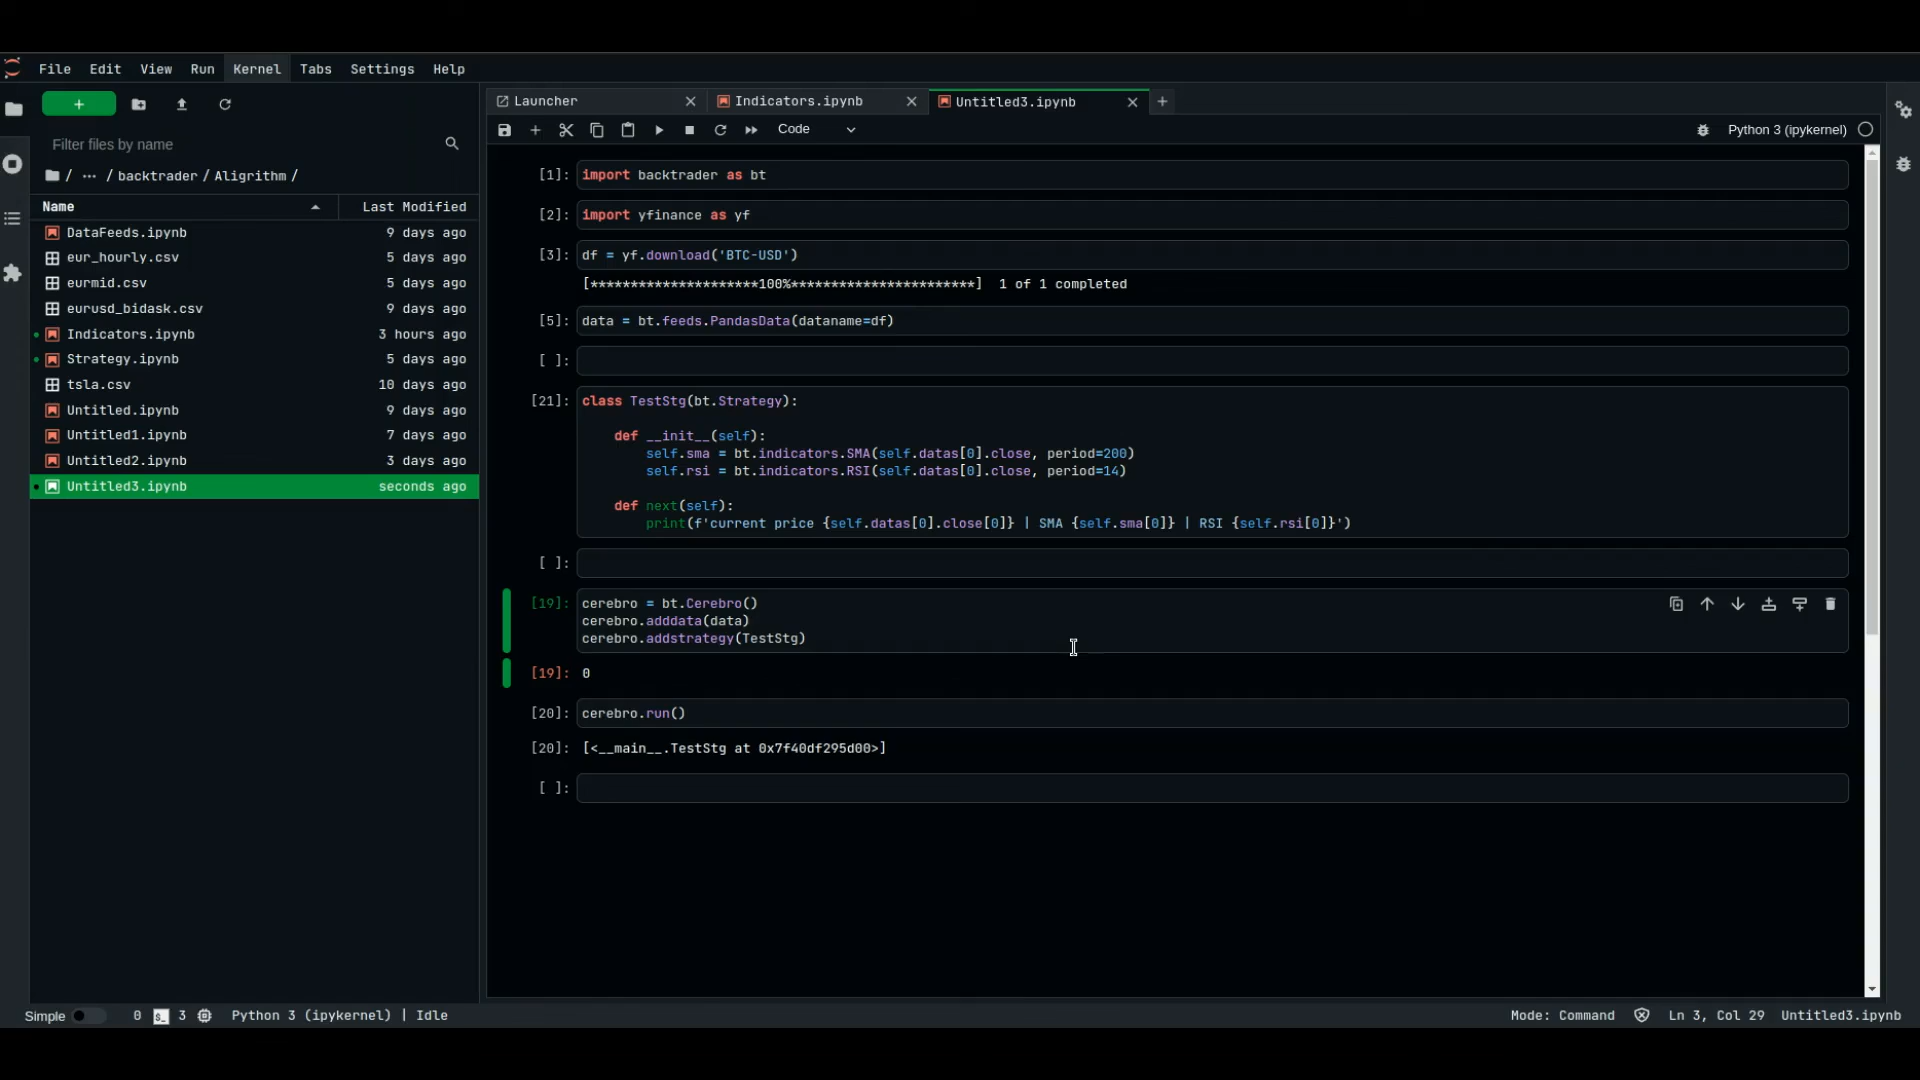 File Edit View Run Kernel Tabs Settings Help
+
Filter files by name
/ ··· / backtrader / Aligrithm /
Name Last Modified
DataFeeds.ipynb 9 days ago
eur_hourly.csv 5 days ago
eurmid.csv 5 days ago
eurusd_bidask.csv 9 days ago
Indicators.ipynb 3 hours ago
Strategy.ipynb 5 days ago
tsla.csv 10 days ago
Untitled.ipynb 9 days ago
Untitled1.ipynb 7 days ago
Untitled2.ipynb 3 days ago
Untitled3.ipynb seconds ago
Launcher Indicators.ipynb Untitled3.ipynb
Code Python 3 (ipykernel)
[1]: import backtrader as bt
[2]: import yfinance as yf
[3]: df = yf.download('BTC-USD')
[*********************100%***********************] 1 of 1 completed
[5]: data = bt.feeds.PandasData(dataname=df)
[ ]:
[21]: class TestStg(bt.Strategy):
def __init__(self):
self.sma = bt.indicators.SMA(self.datas[0].close, period=200)
self.rsi = bt.indicators.RSI(self.datas[0].close, period=14)
def next(self):
print(f'current price {self.datas[0].close[0]} | SMA {self.sma[0]} | RSI {self.rsi[0]}')
[ ]:
[19]: cerebro = bt.Cerebro()
cerebro.adddata(data)
cerebro.addstrategy(TestStg)
[19]: 0
[20]: cerebro.run()
[20]: [<__main__.TestStg at 0x7f40df295d00>]
[ ]:
Simple 0 $_ 3 Python 3 (ipykernel) | Idle Mode: Command Ln 3, Col 29 Untitled3.ipynb